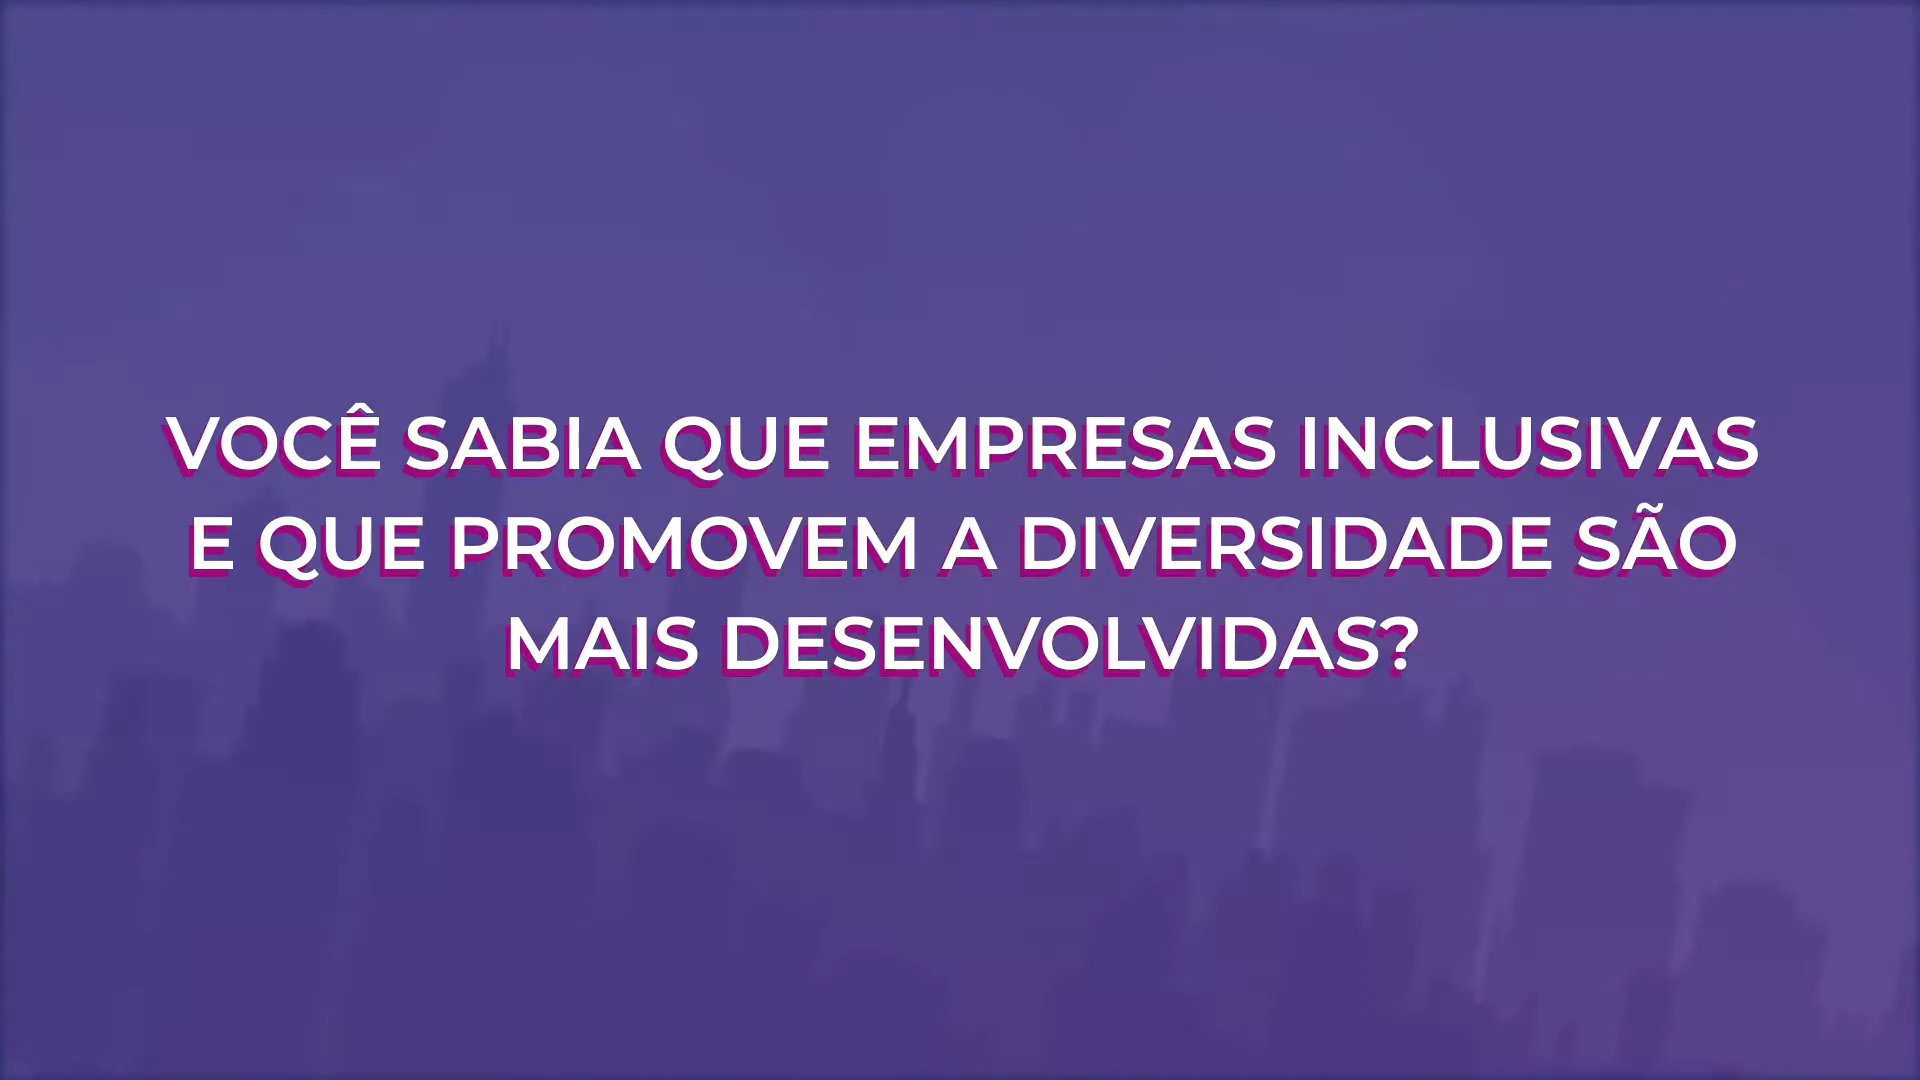 VOCÊ SABIA QUE EMPRESAS INCLUSIVAS
E QUE PROMOVEM A DIVERSIDADE SÃO
MAIS DESENVOLVIDAS?